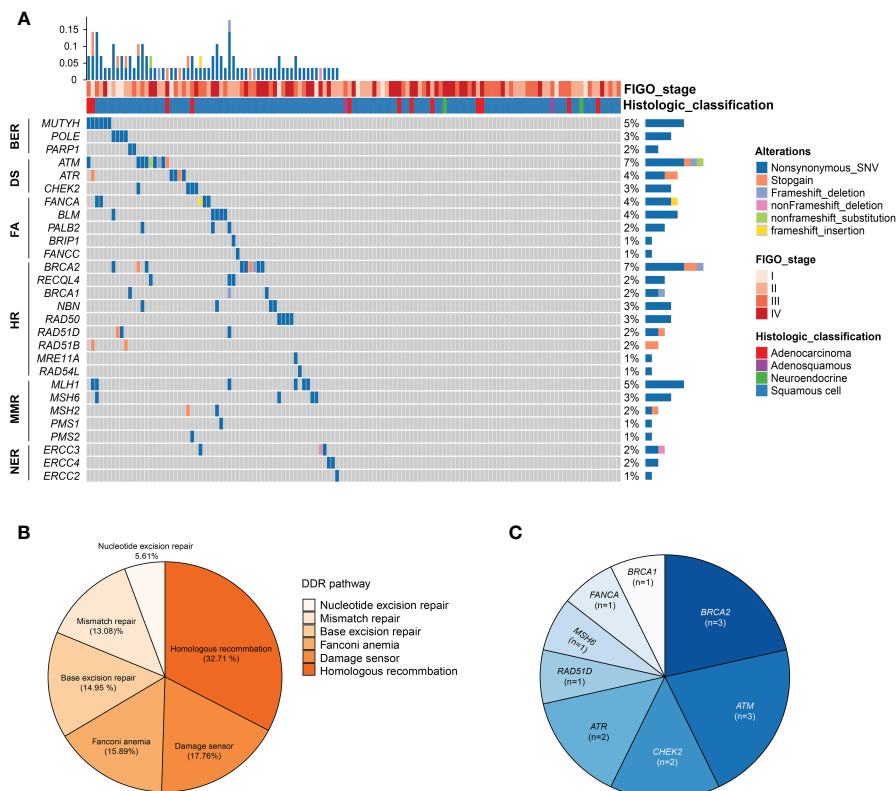 A
0.15
0.1
0.05
0
FIGO_stage
Histologic_classification
BER
MUTYH 5%
POLE 3%
PARP1 2%
DS
ATM 7%
ATR 4%
CHEK2 3%
FA
FANCA 4%
BLM 4%
PALB2 2%
BRIP1 1%
FANCC 1%
HR
BRCA2 7%
RECQL4 2%
BRCA1 2%
NBN 3%
RAD50 3%
RAD51D 2%
RAD51B 2%
MRE11A 1%
RAD54L 1%
MMR
MLH1 5%
MSH6 3%
MSH2 2%
PMS1 1%
PMS2 1%
NER
ERCC3 2%
ERCC4 2%
ERCC2 1%
Alterations
Nonsynonymous_SNV
Stopgain
Frameshift_deletion
nonFrameshift_deletion
nonframeshift_substitution
frameshift_insertion
FIGO_stage
I
II
III
IV
Histologic_classification
Adenocarcinoma
Adenosquamous
Neuroendocrine
Squamous cell
B
Nucleotide excision repair
5.61%
Mismatch repair
(13.08)%
Base excision repair
(14.95 %)
Fanconi anemia
(15.89%)
Damage sensor
(17.76%)
Homologous recommbation
(32.71 %)
DDR pathway
Nucleotide excision repair
Mismatch repair
Base excision repair
Fanconi anemia
Damage sensor
Homologous recommbation
C
BRCA1
(n=1)
FANCA
(n=1)
MSH6
(n=1)
RAD51D
(n=1)
ATR
(n=2)
CHEK2
(n=2)
ATM
(n=3)
BRCA2
(n=3)